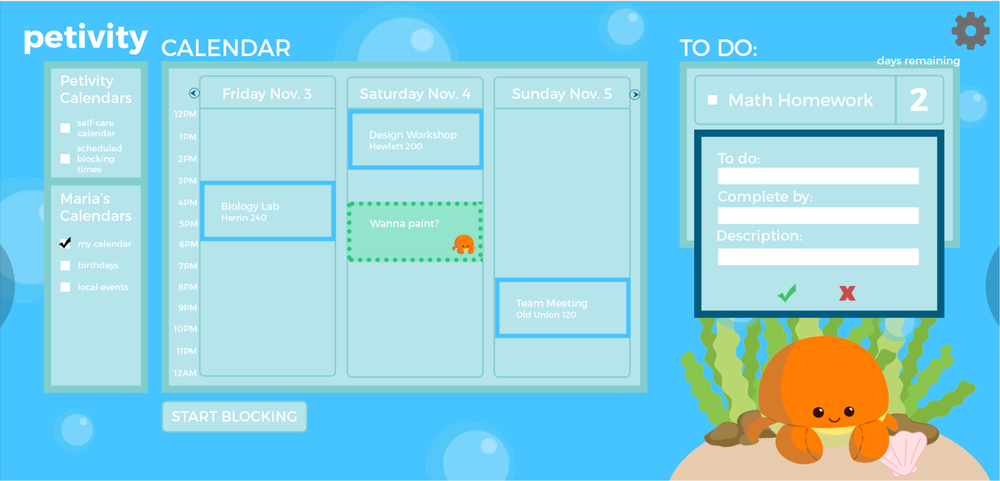 petivity
CALENDAR
TO DO:
days remaining
Petivity
Calendars
self-care
calendar
scheduled
blocking
times
Maria's
Calendars
my calendar
birthdays
local events
Friday Nov. 3
Saturday Nov. 4
Sunday Nov. 5
12PM
1PM
2PM
3PM
4PM
5PM
6PM
7PM
8PM
9PM
10PM
11PM
12AM
Biology Lab
Herrin 240
Design Workshop
Hewlett 200
Wanna paint?
Team Meeting
Old Union 120
START BLOCKING
Math Homework
2
To do:
Complete by:
Description: